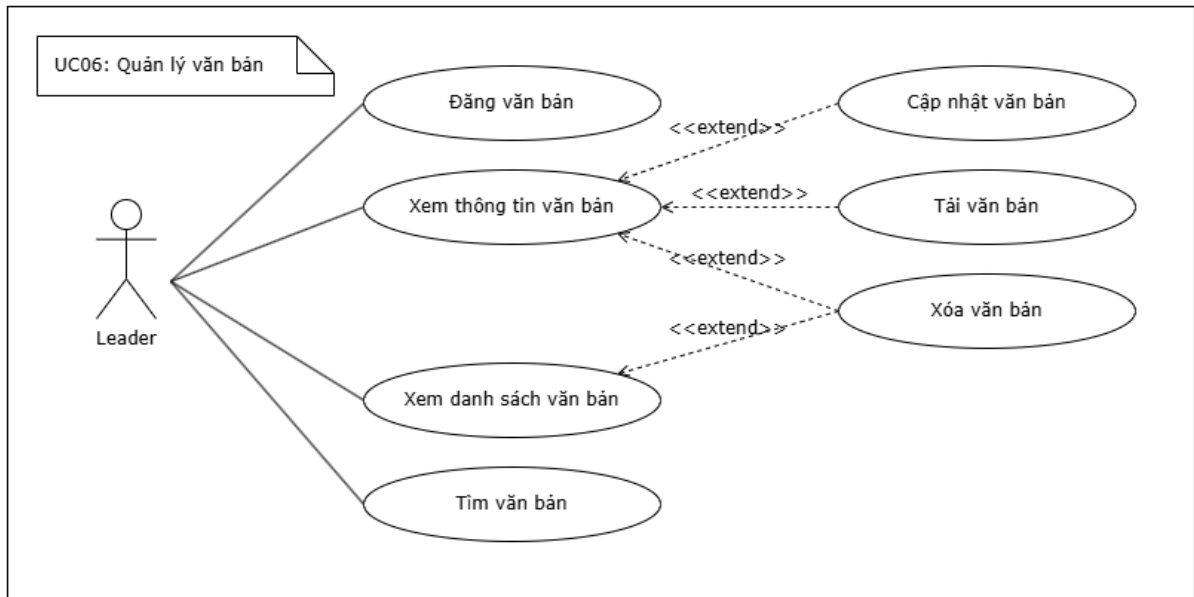 UC06: Quản lý văn bản
Đăng văn bản
Cập nhật văn bản
<<extend>>
Xem thông tin văn bản
<<extend>>
Tải văn bản
<<extend>>
Xóa văn bản
<<extend>>
Leader
Xem danh sách văn bản
Tìm văn bản